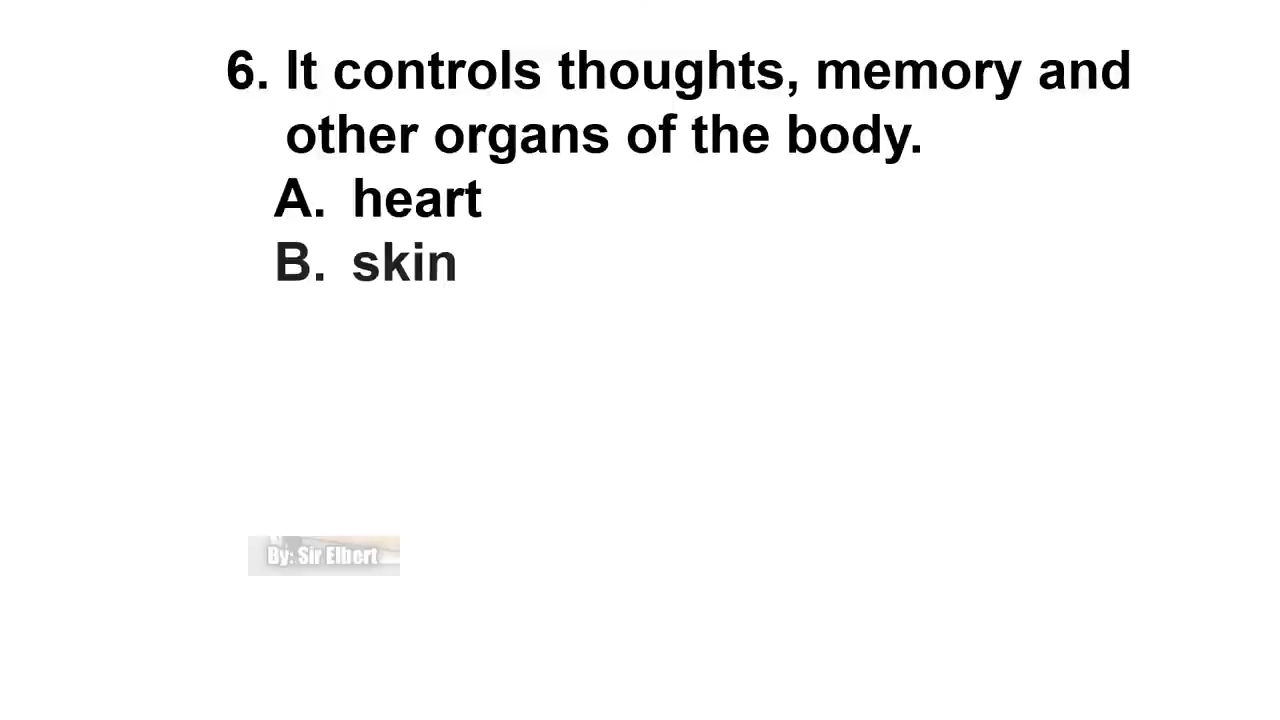 6. It controls thoughts, memory and
other organs of the body.
A. heart
B. skin
By: Sir Elbert